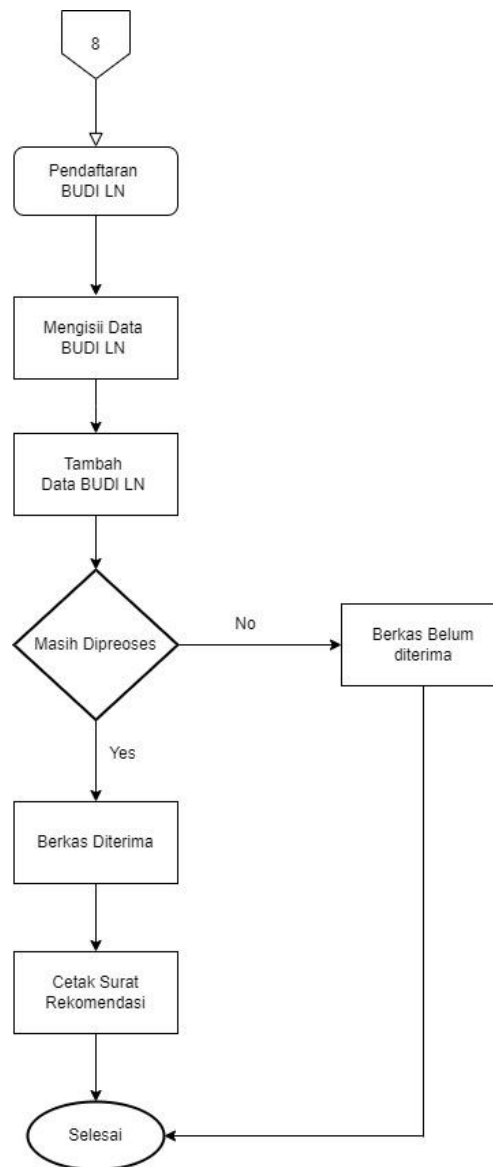 8
Pendaftaran
BUDI LN
Mengisii Data
BUDI LN
Tambah
Data BUDI LN
Masih Dipreoses
No
Berkas Belum
diterima
Yes
Berkas Diterima
Cetak Surat
Rekomendasi
Selesai